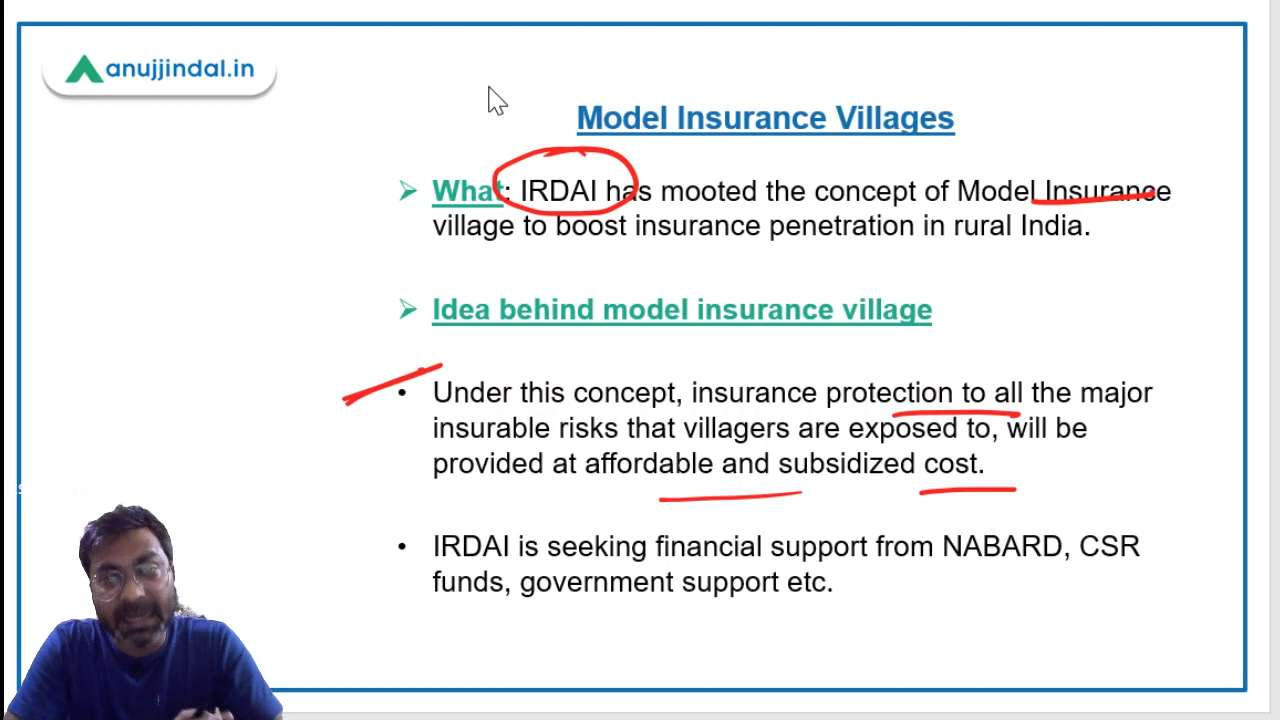 anujjindal.in
Model Insurance Villages
What: IRDAI has mooted the concept of Model Insurance
village to boost insurance penetration in rural India.
Idea behind model insurance village
Under this concept, insurance protection to all the major
insurable risks that villagers are exposed to, will be
provided at affordable and subsidized cost.
IRDAI is seeking financial support from NABARD, CSR
funds, government support etc.